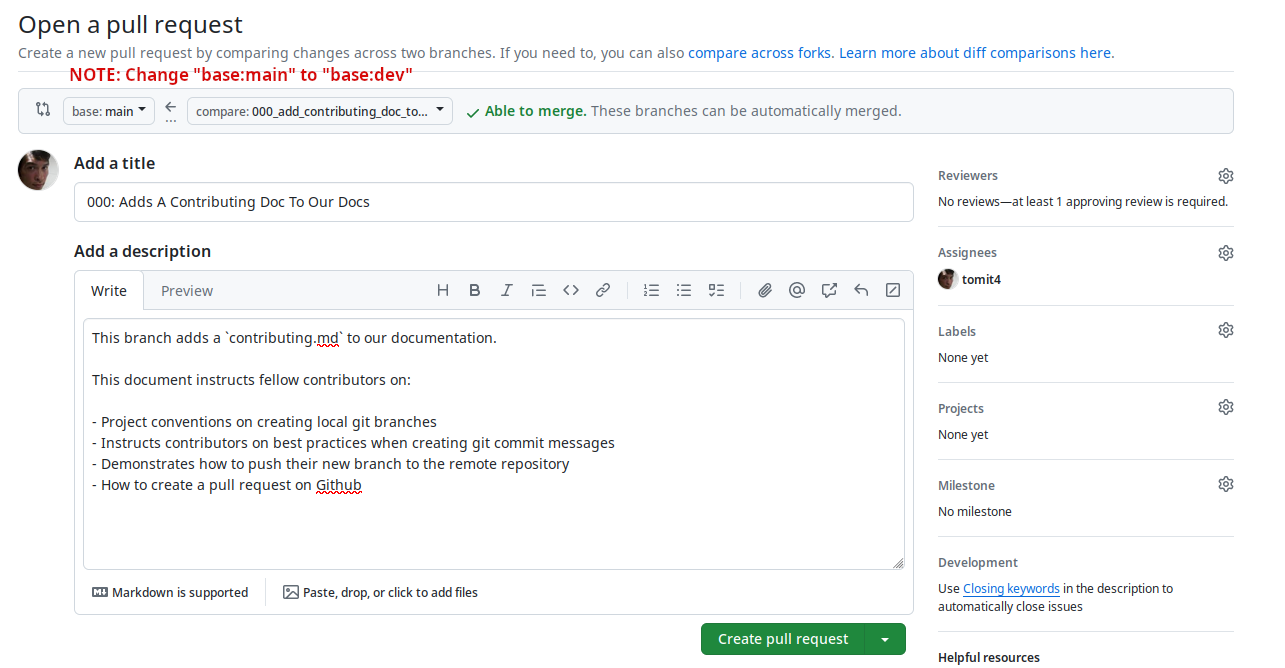 Open a pull request
Create a new pull request by comparing changes across two branches. If you need to, you can also compare across forks. Learn more about diff comparisons here.
NOTE: Change "base:main" to "base:dev"
base: main
compare: 000_add_contributing_doc_to...
Able to merge. These branches can be automatically merged.
Add a title
000: Adds A Contributing Doc To Our Docs
Add a description
Write
Preview
This branch adds a `contributing.md` to our documentation.
This document instructs fellow contributors on:
- Project conventions on creating local git branches
- Instructs contributors on best practices when creating git commit messages
- Demonstrates how to push their new branch to the remote repository
- How to create a pull request on Github
Markdown is supported
Paste, drop, or click to add files
Create pull request
Reviewers
No reviews—at least 1 approving review is required.
Assignees
tomit4
Labels
None yet
Projects
None yet
Milestone
No milestone
Development
Use Closing keywords in the description to
automatically close issues
Helpful resources